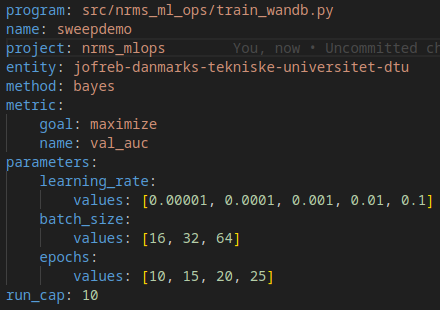 program: src/nrms_ml_ops/train_wandb.py
name: sweepdemo
project: nrms_mlops You, now • Uncommitted ch
entity: jofreb-danmarks-tekniske-universitet-dtu
method: bayes
metric:
    goal: maximize
    name: val_auc
parameters:
    learning_rate:
        values: [0.00001, 0.0001, 0.001, 0.01, 0.1]
    batch_size:
        values: [16, 32, 64]
    epochs:
        values: [10, 15, 20, 25]
run_cap: 10